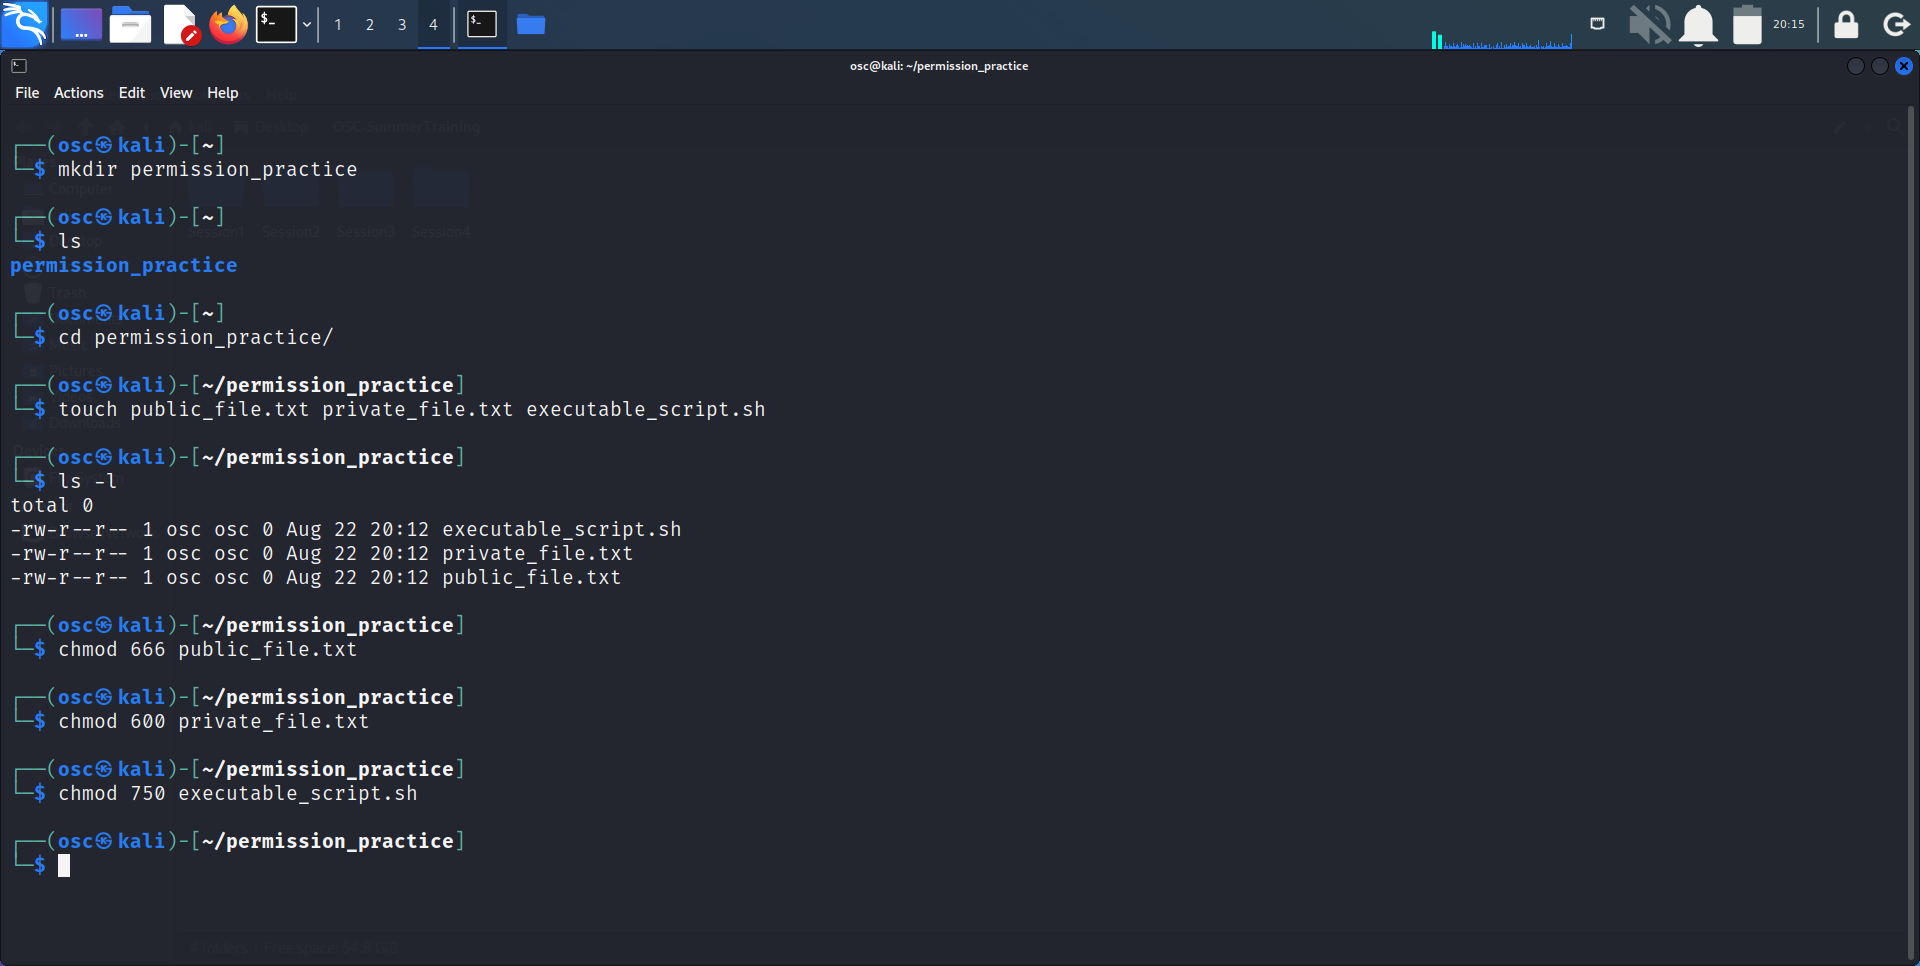 1 2 3 4
20:15
osc@kali: ~/permission_practice
File Actions Edit View Help
┌──(osc㉿kali)-[~]
└─$ mkdir permission_practice
┌──(osc㉿kali)-[~]
└─$ ls
permission_practice
┌──(osc㉿kali)-[~]
└─$ cd permission_practice/
┌──(osc㉿kali)-[~/permission_practice]
└─$ touch public_file.txt private_file.txt executable_script.sh
┌──(osc㉿kali)-[~/permission_practice]
└─$ ls -l
total 0
-rw-r--r-- 1 osc osc 0 Aug 22 20:12 executable_script.sh
-rw-r--r-- 1 osc osc 0 Aug 22 20:12 private_file.txt
-rw-r--r-- 1 osc osc 0 Aug 22 20:12 public_file.txt
┌──(osc㉿kali)-[~/permission_practice]
└─$ chmod 666 public_file.txt
┌──(osc㉿kali)-[~/permission_practice]
└─$ chmod 600 private_file.txt
┌──(osc㉿kali)-[~/permission_practice]
└─$ chmod 750 executable_script.sh
┌──(osc㉿kali)-[~/permission_practice]
└─$